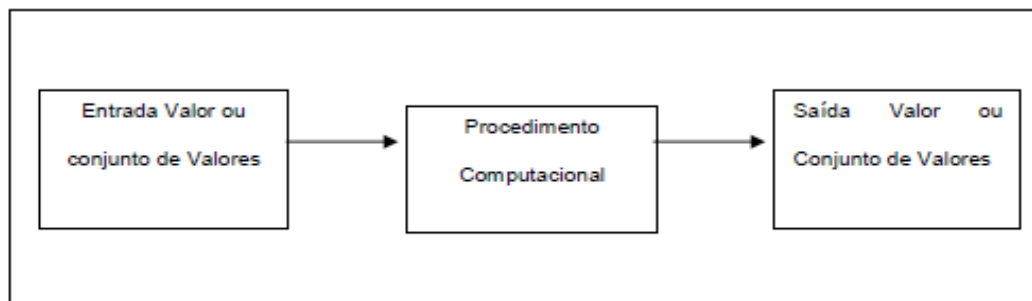 Entrada Valor ou
conjunto de Valores
Procedimento
Computacional
Saída Valor ou
Conjunto de Valores